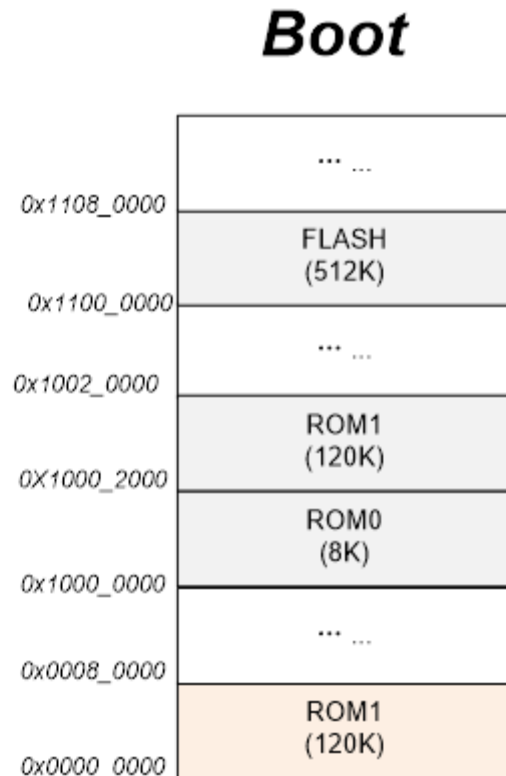 Boot
... ...
0x1108_0000
FLASH
(512K)
0x1100_0000
... ...
0x1002_0000
ROM1
(120K)
0X1000_2000
ROM0
(8K)
0x1000_0000
... ...
0x0008_0000
ROM1
(120K)
0x0000_0000